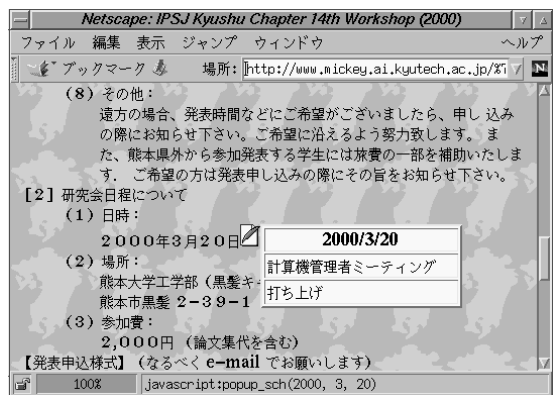 Netscape: IPSJ Kyushu Chapter 14th Workshop (2000)
ファイル 編集 表示 ジャンプ ウィンドウ ヘルプ
ブックマーク 場所: http://www.mickey.ai.kyutech.ac.jp/%
N
(8) その他:
遠方の場合、発表時間などにご希望がございましたら、申し 込み
の際にお知らせ下さい。ご希望に沿えるよう努力致します。 ま
た、熊本県外から参加発表する学生には旅費の一部を補助いたしま
す. ご希望の方は発表申し込みの際にその旨をお知らせ下さい。
[2] 研究会日程について
(1) 日時:
2000年3月20日
2000/3/20
(2) 場所:
計算機管理者ミーティング
熊本大学工学部 (黒髪キ
打ち上げ
熊本市黒髪 2-39-1
(3) 参加費:
2,000円 (論文集代を含む)
【発表申込様式】 (なるべく e-mail でお願いします)
100% javascript:popup_sch(2000, 3, 20)